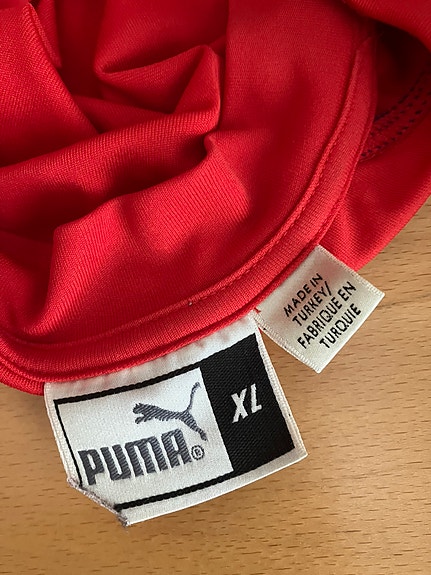 MADE IN
TURKEY/
FABRIQUE EN
TURQUIE
XL
PUMA®